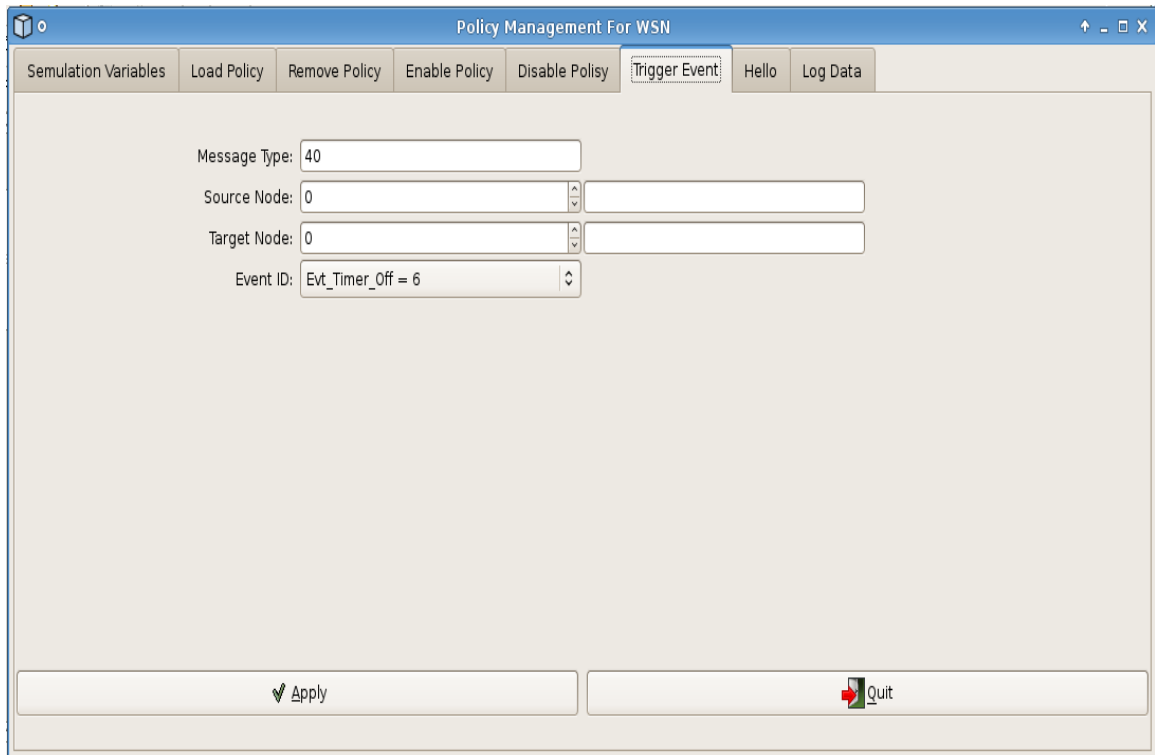 Policy Management For WSN
Semulation Variables Load Policy Remove Policy Enable Policy Disable Polisy Trigger Event Hello Log Data
Message Type: 40
Source Node: 0
Target Node: 0
Event ID: Evt_Timer_Off = 6
Apply Quit